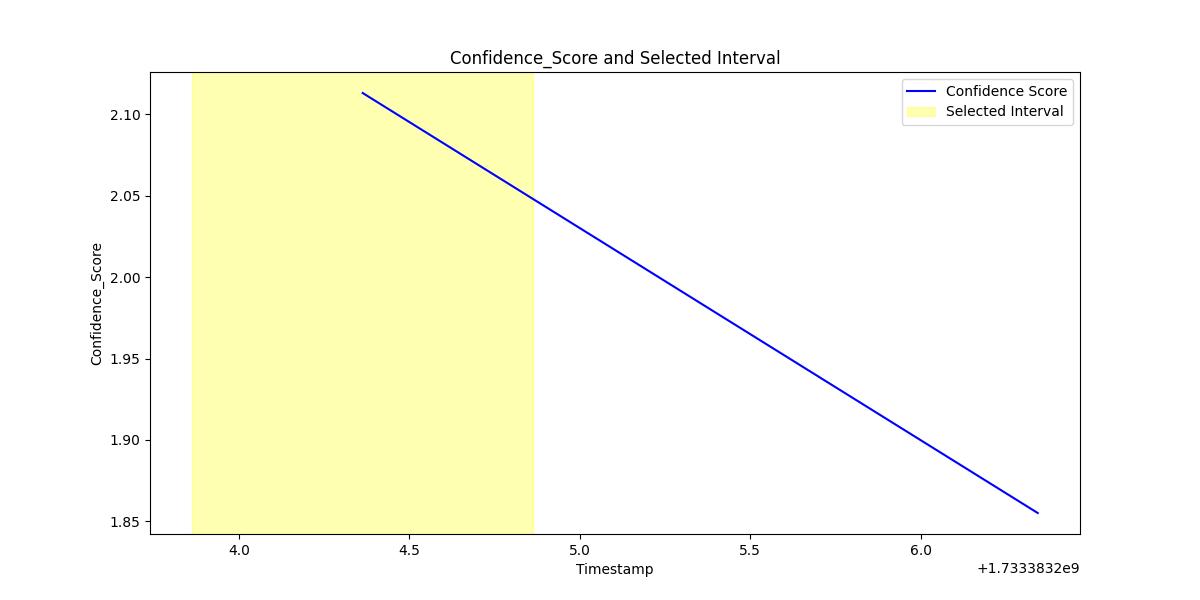 Confidence_Score and Selected Interval
Confidence Score
Selected Interval
Confidence_Score
2.10
2.05
2.00
1.95
1.90
1.85
4.0 4.5 5.0 5.5 6.0
Timestamp
+1.7333832e9